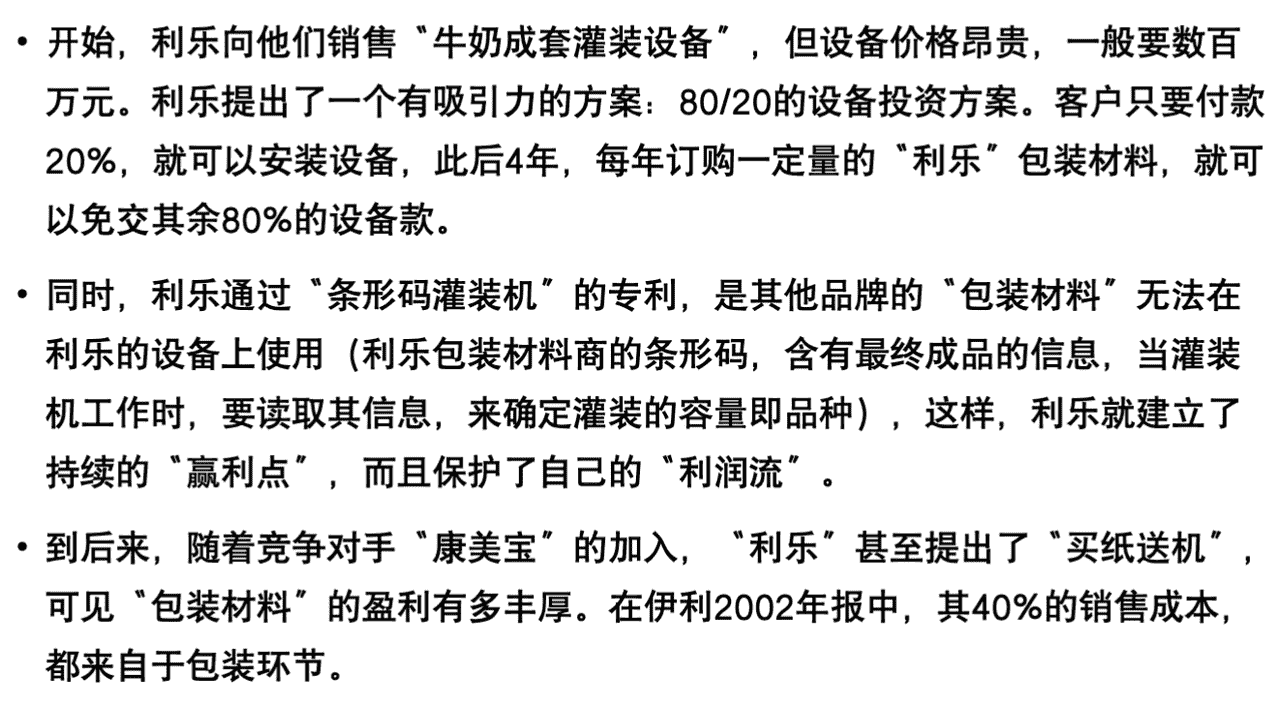 • 开始，利乐向他们销售〝牛奶成套灌装设备〞，但设备价格昂贵，一般要数百
万元。利乐提出了一个有吸引力的方案：80/20的设备投资方案。客户只要付款
20%，就可以安装设备，此后4年，每年订购一定量的〝利乐〞包装材料，就可
以免交其余80%的设备款。
• 同时，利乐通过〝条形码灌装机〞的专利，是其他品牌的〝包装材料〞无法在
利乐的设备上使用（利乐包装材料商的条形码，含有最终成品的信息，当灌装
机工作时，要读取其信息，来确定灌装的容量即品种），这样，利乐就建立了
持续的〝赢利点〞，而且保护了自己的〝利润流〞。
• 到后来，随着竞争对手〝康美宝〞的加入，〝利乐〞甚至提出了〝买纸送机〞，
可见〝包装材料〞的盈利有多丰厚。在伊利2002年报中，其40%的销售成本，
都来自于包装环节。